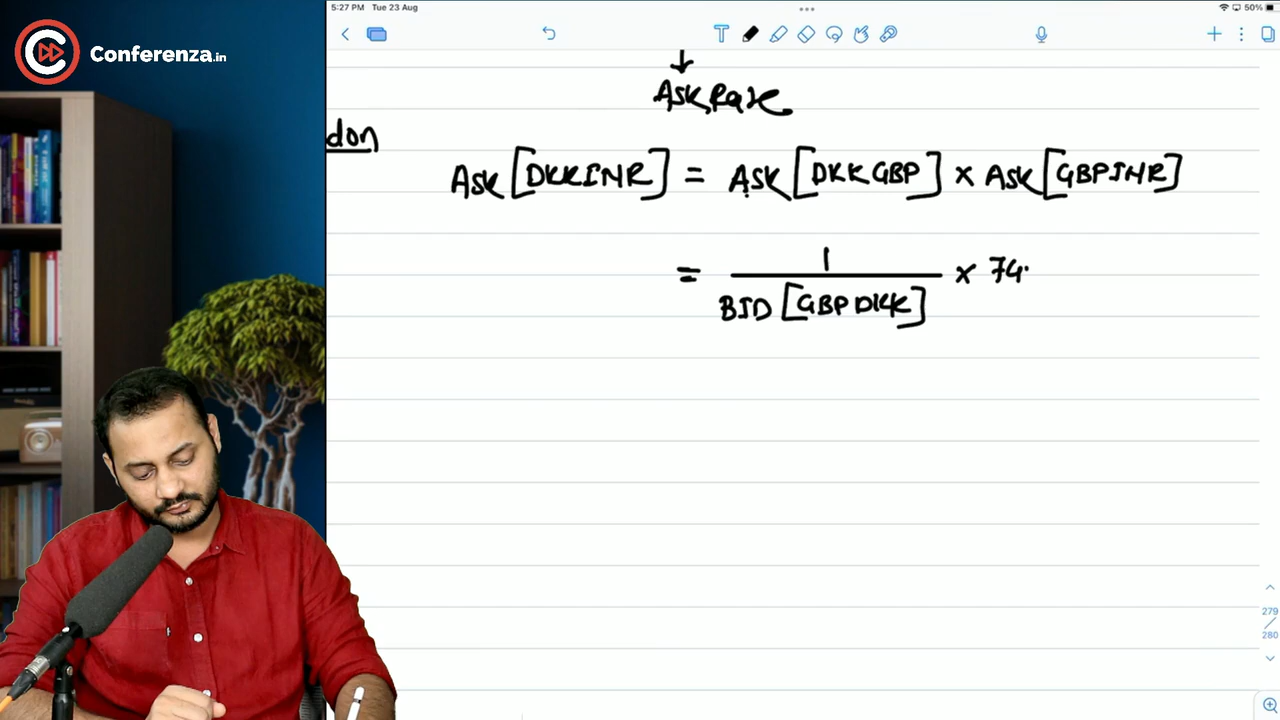 5:27 PM Tue 23 Aug
50%
Conferenza.in
Ask Rate
don
ASK [DKKINR] = ASK [DKKGBP] × ASK [GBPINR]
= 1 / BID [GBPDKK] × 74.
279
280